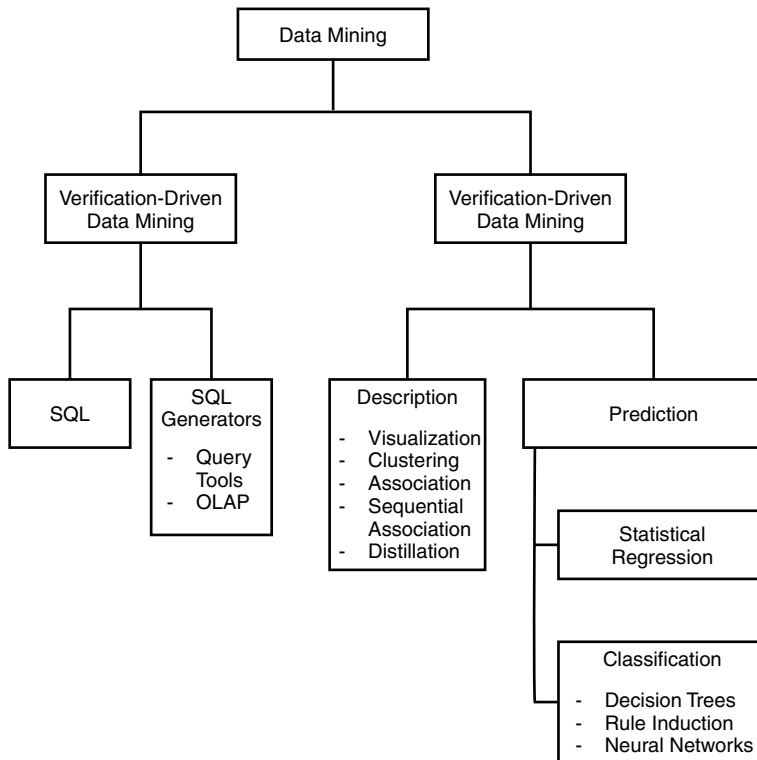 Data Mining
Verification-Driven
Data Mining
Verification-Driven
Data Mining
SQL
SQL
Generators
- Query
Tools
- OLAP
Description
- Visualization
- Clustering
- Association
- Sequential
Association
- Distillation
Prediction
Statistical
Regression
Classification
- Decision Trees
- Rule Induction
- Neural Networks